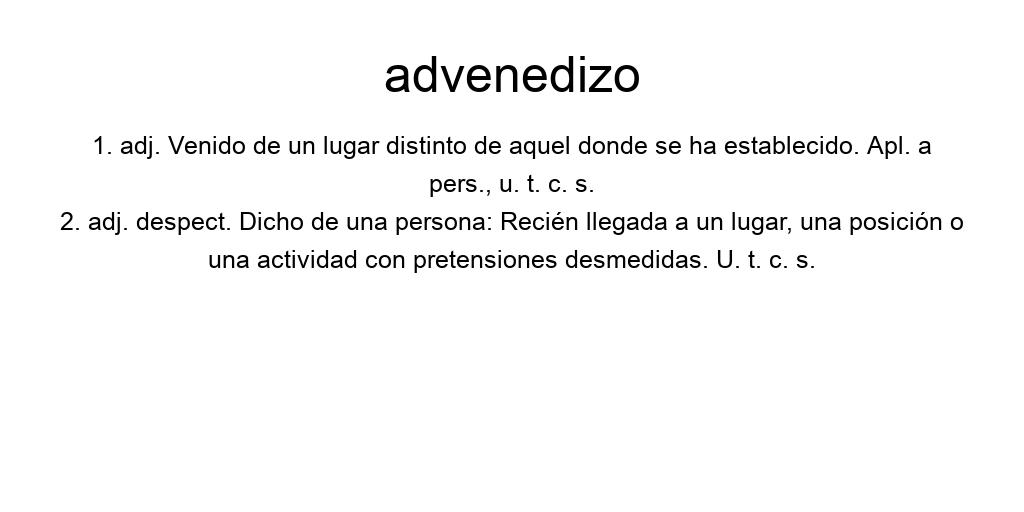 advenedizo
1. adj. Venido de un lugar distinto de aquel donde se ha establecido. Apl. a
pers., u. t. c. s.
2. adj. despect. Dicho de una persona: Recién llegada a un lugar, una posición o
una actividad con pretensiones desmedidas. U. t. c. s.